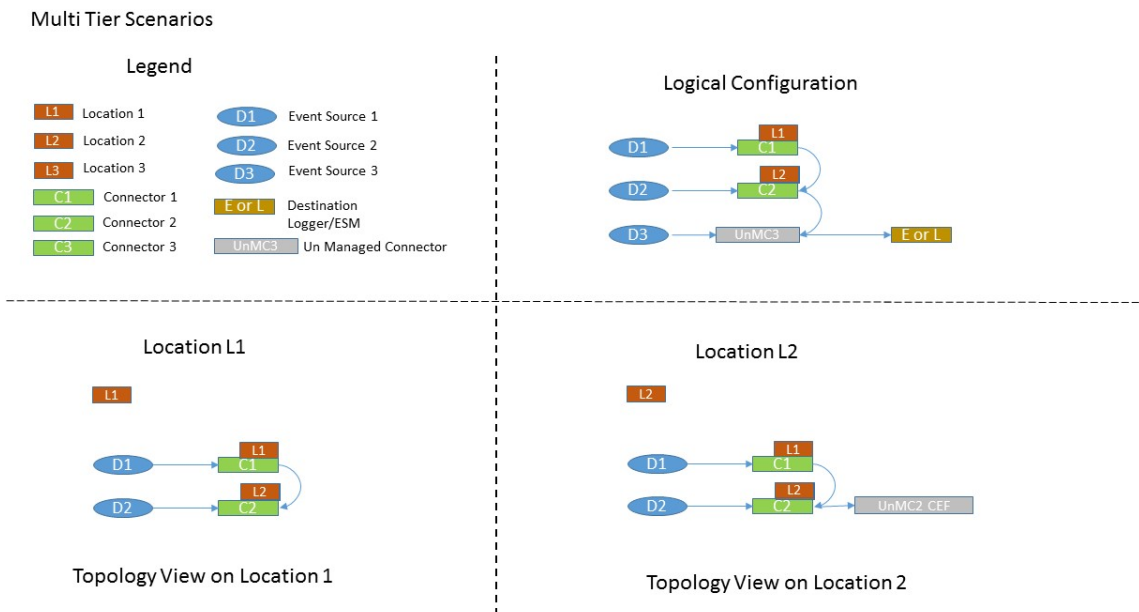 Multi Tier Scenarios
Legend
L1 Location 1
L2 Location 2
L3 Location 3
C1 Connector 1
C2 Connector 2
C3 Connector 3
D1 Event Source 1
D2 Event Source 2
D3 Event Source 3
E or L Destination
Logger/ESM
UnMC3 Un Managed Connector
Logical Configuration
L1
D1 C1
L2
D2 C2
D3 UnMC3 E or L
Location L1
L1
L1
D1 C1
L2
D2 C2
Topology View on Location 1
Location L2
L2
L1
D1 C1
L2
D2 C2 UnMC2 CEF
Topology View on Location 2